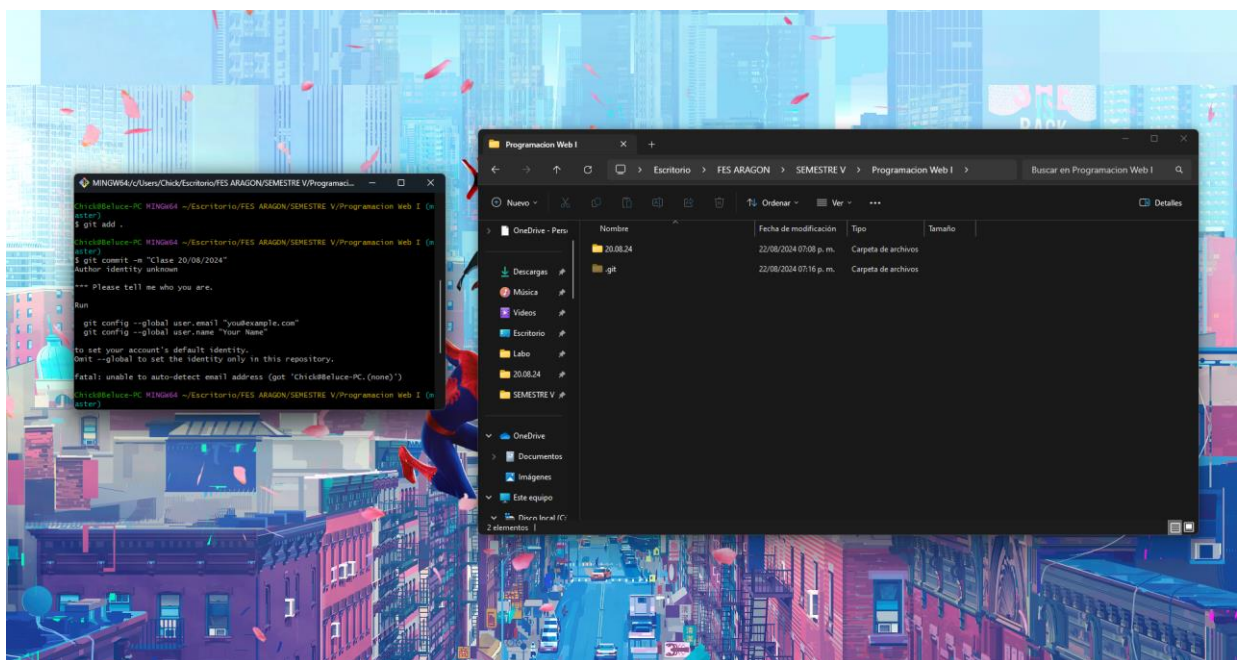 MINGW64:/c/Users/Chick/Escritorio/FES ARAGON/SEMESTRE V/Programaci...
Chick@Beluce-PC MINGW64 ~/Escritorio/FES ARAGON/SEMESTRE V/Programacion Web I (m
aster)
$ git add .
Chick@Beluce-PC MINGW64 ~/Escritorio/FES ARAGON/SEMESTRE V/Programacion Web I (m
aster)
$ git commit -m "Clase 20/08/2024"
Author identity unknown
*** Please tell me who you are.
Run
git config --global user.email "you@example.com"
git config --global user.name "Your Name"
to set your account's default identity.
Omit --global to set the identity only in this repository.
fatal: unable to auto-detect email address (got 'Chick@Beluce-PC.(none)')
Chick@Beluce-PC MINGW64 ~/Escritorio/FES ARAGON/SEMESTRE V/Programacion Web I (m
aster)
Programacion Web I
Escritorio > FES ARAGON > SEMESTRE V > Programacion Web I >
Buscar en Programacion Web I
Nuevo
Ordenar
Ver
Detalles
OneDrive - Pers
Descargas
Música
Videos
Escritorio
Labo
20.08.24
SEMESTRE V
OneDrive
Documentos
Imágenes
Este equipo
Disco local (C:
Nombre Fecha de modificación Tipo Tamaño
20.08.24 22/08/2024 07:08 p. m. Carpeta de archivos
.git 22/08/2024 07:16 p. m. Carpeta de archivos
2 elementos